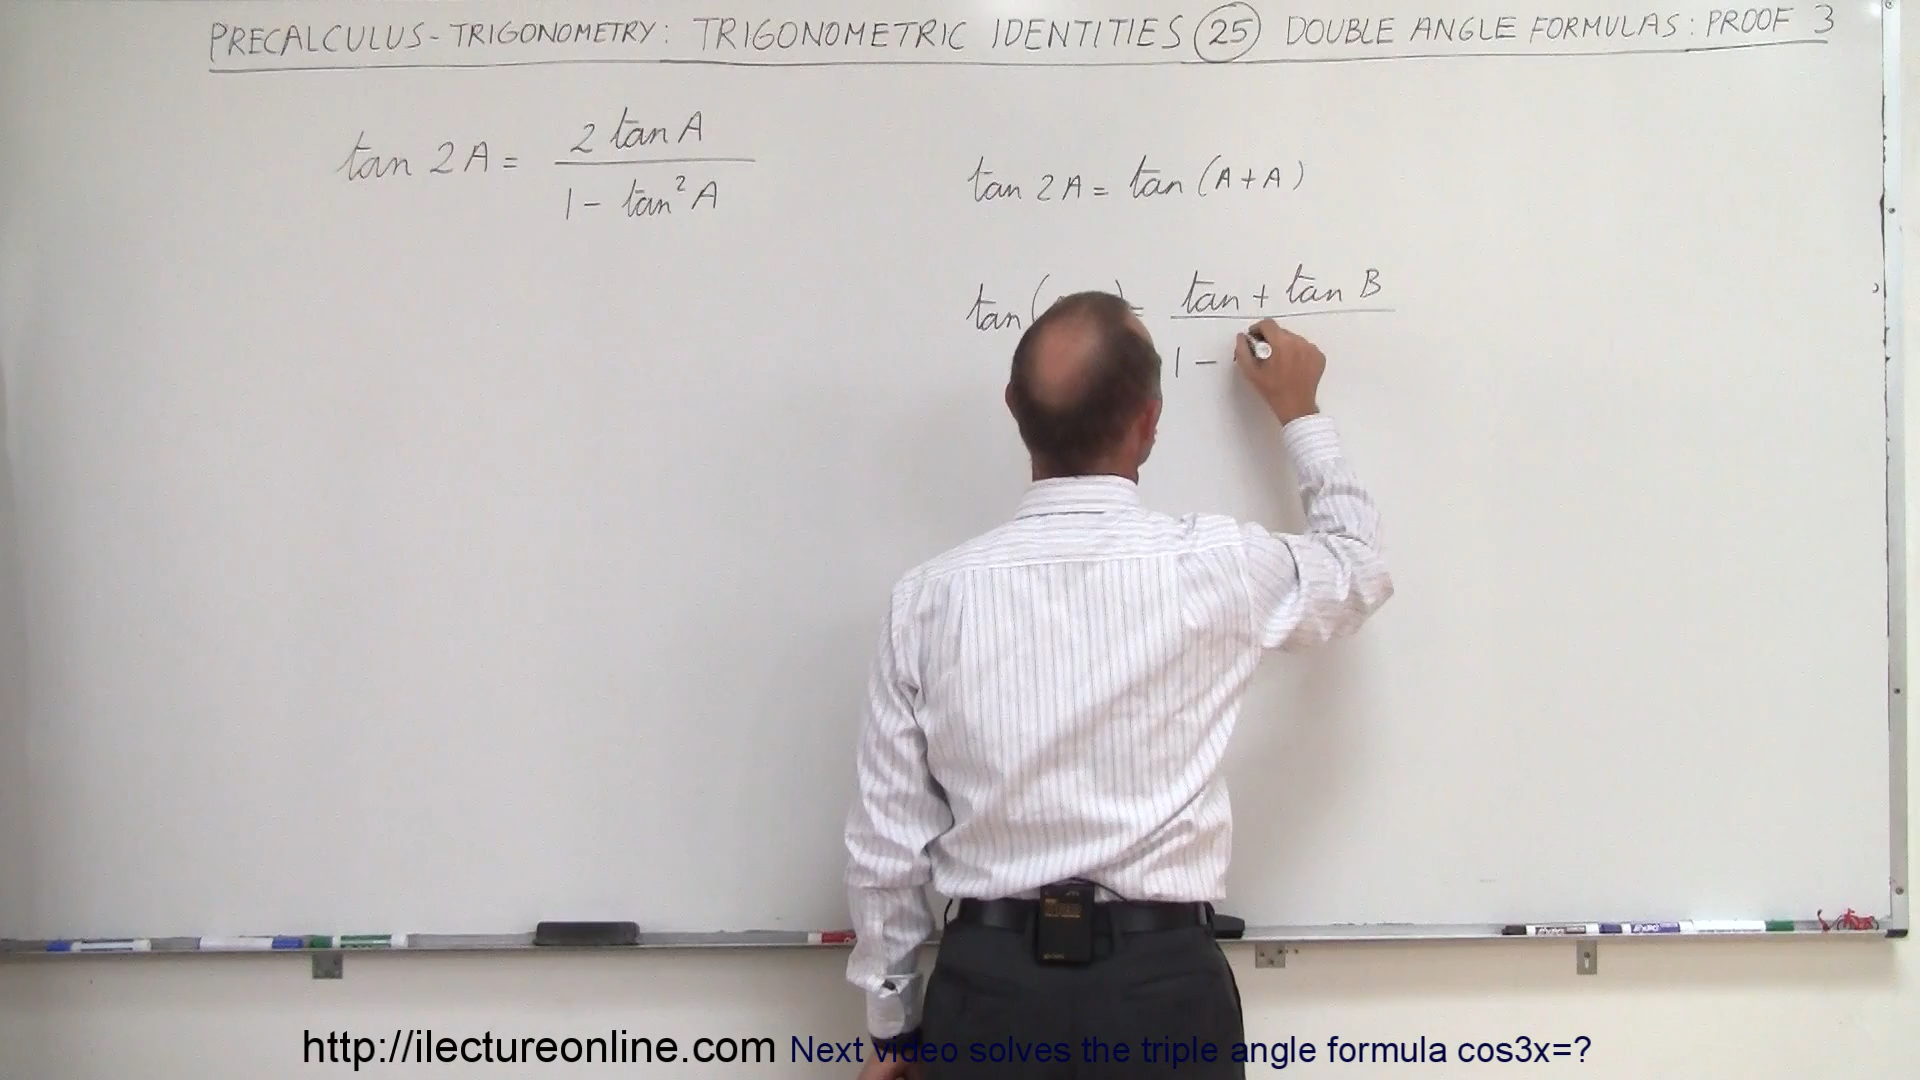 PRECALCULUS - TRIGONOMETRY: TRIGONOMETRIC IDENTITIES 25 DOUBLE ANGLE FORMULAS: PROOF 3
tan 2A = 2 tan A
1 - tan² A
tan 2A = tan (A + A)
tan ( ) = tan + tan B
1 -
http://ilectureonline.com Next video solves the triple angle formula cos3x=?